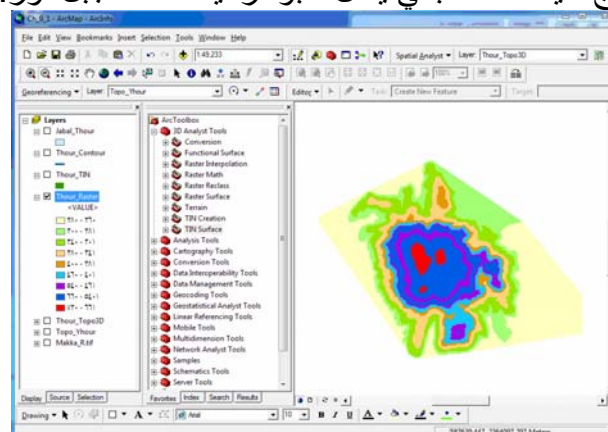 Ch_9_1 - ArcMap - ArcInfo
File Edit View Bookmarks Insert Selection Tools Window Help
1:49,233 Spatial Analyst Layer: Thour_Topo3D
Georeferencing Layer: Topo_Yhour Editor Task: Create New Feature Target:
Layers
Jabal_Thour
Thour_Contour
Thour_TIN
Thour_Raster
<VALUE>
Thour_Topo3D
Topo_Yhour
Makka_R.tif
Display Source Selection
ArcToolbox
3D Analyst Tools
Conversion
Functional Surface
Raster Interpolation
Raster Math
Raster Reclass
Raster Surface
Terrain
TIN Creation
TIN Surface
Analysis Tools
Cartography Tools
Conversion Tools
Data Interoperability Tools
Data Management Tools
Geocoding Tools
Geostatistical Analyst Tools
Linear Referencing Tools
Mobile Tools
Multidimension Tools
Network Analyst Tools
Samples
Schematics Tools
Server Tools
Favorites Index Search Results
Drawing Arial 10 B I U A
Meters